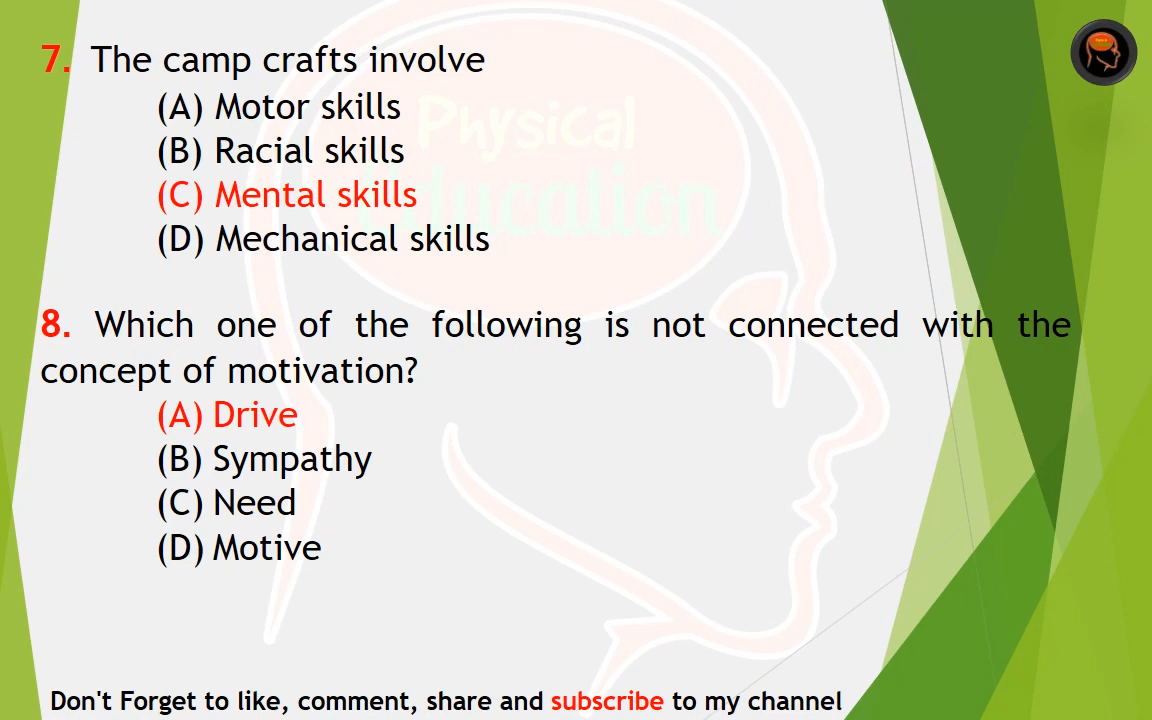 7. The camp crafts involve
(A) Motor skills
(B) Racial skills
(C) Mental skills
(D) Mechanical skills
Physical
Education
8. Which one of the following is not connected with the
concept of motivation?
(A) Drive
(B) Sympathy
(C) Need
(D) Motive
Don't Forget to like, comment, share and subscribe to my channel